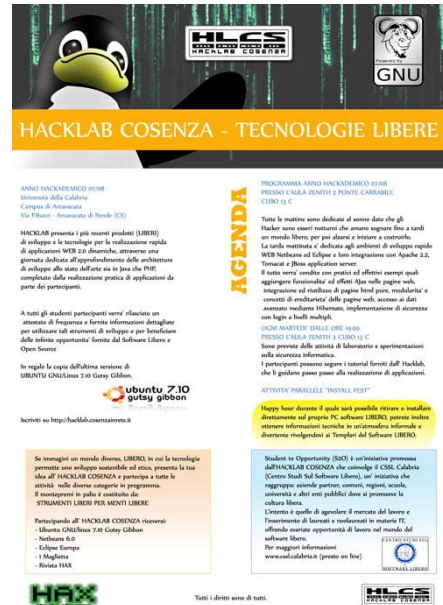 HLCS
HACKLAB COSENZA
Powered by
GNU
HACKLAB COSENZA - TECNOLOGIE LIBERE
ANNO HACKADEMICO 07/08
Università della Calabria
Campus di Arcavacata
Via P.Bucci - Arcavacata di Rende (CS)
HACKLAB presenta i più recenti prodotti (LIBERI)
di sviluppo e le tecnologie per la realizzazione rapida
di applicazioni WEB 2.0 dinamiche, attraverso una
giornata dedicata all'approfondimento delle architetture
di sviluppo allo stato dell'arte sia in Java che PHP,
completato dalla realizzazione pratica di applicazioni da
parte dei partecipanti.
A tutti gli studenti partecipanti verra' rilasciato un
attestato di frequenza e fornite informazioni dettagliate
per utilizzare tali strumenti di sviluppo e per beneficiare
delle infinite opportunita' fornite dal Software Libero e
Open Source
In regalo la copia dell'ultima versione di
UBUNTU GNU/Linux 7.10 Gutsy Gibbon.
ubuntu 7.10
gutsy gibbon
Iscriviti su http://hacklab.cosenzainrete.it
AGENDA
PROGRAMMA ANNO HACKADEMICO 07/08
PRESSO L'AULA ZENITH 2 PONTE CARRABILE
CUBO 13 C
Tutte le mattine sono dedicate al sonno dato che gli
Hacker sono esseri notturni che amano sognare fino a tardi
un mondo libero, per poi alzarsi e iniziare a costruirlo.
La tarda mattinata e' dedicata agli ambienti di sviluppo rapido
WEB Netbeans ed Eclipse e loro integrazione con Apache 2.2,
Tomacat e JBoss application server.
Il tutto verra' condito con pratici ed effettivi esempi quali
aggiungere funzionalita' ed effeti AJax nelle pagine web,
integrazione ed riutilizzo di pagine html pure, modularita' e
concetti di ereditarieta' delle pagine web, accesso ai dati
avanzato mediante Hibernate, implementazione di sicurezza
con login a livelli multipli.
OGNI MARTEDI' DALLE ORE 19.00
PRESSO L'AULA ZENITH 2 CUBO 13 C
Sono previste delle attività di laboratorio e sperimentazioni
sulla sicurezza informatica.
I partecipanti possono segure i tutorial forniti dall' Hacklab,
che li guidano passo passo alla realizzazione di applicazioni.
ATTIVITA' PARALLELE "INSTALL FEST"
Happy hour durante il quale sarà possibile ritirare o installare
direttamente sul proprio PC software LIBERO, potrete inoltre
ottenere informazioni tecniche in un'atmosfera informale e
divertente rivolgendovi ai Templari del Software LIBERO.
Se immagini un mondo diverso, LIBERO, in cui la tecnologia
permette uno sviluppo sostenibile ed etico, presenta la tua
idea all' HACKLAB COSENZA e partecipa a tutte le
attività nelle diverse categorie in programma.
Il montepremi in palio è costituito da:
STRUMENTI LIBERI PER MENTI LIBERE
Partecipando all' HACKLAB COSENZA riceverai:
- Ubuntu GNU/linux 7.10 Gutsy Gibbon
- Netbeans 6.0
- Eclipse Europa
- 1 Maglietta
- Rivista HAX
Student to Opportunity (S2O) è un'iniziativa promossa
dall'HACKLAB COSENZA che coinvolge il CSSL Calabria
(Centro Studi Sul Software Libero), un' iniziativa che
raggruppa: aziende partner, comuni, regioni, scuole,
università e altri enti pubblici dove si promuove la
cultura libera.
L'intento è quello di agevolare il mercato del lavoro e
l'inserimento di laureati e neolaureati in materie IT,
offrendo svariate opportunità di lavoro nel mondo del
software libero.
Per maggiori informazioni
www.cssl.calabria.it (presto on line)
CENTRO STUDI SU
SOFTWARE LIBERO
HAX
Tutti i diritti sono di tutti.
HLCS
HACKLAB COSENZA